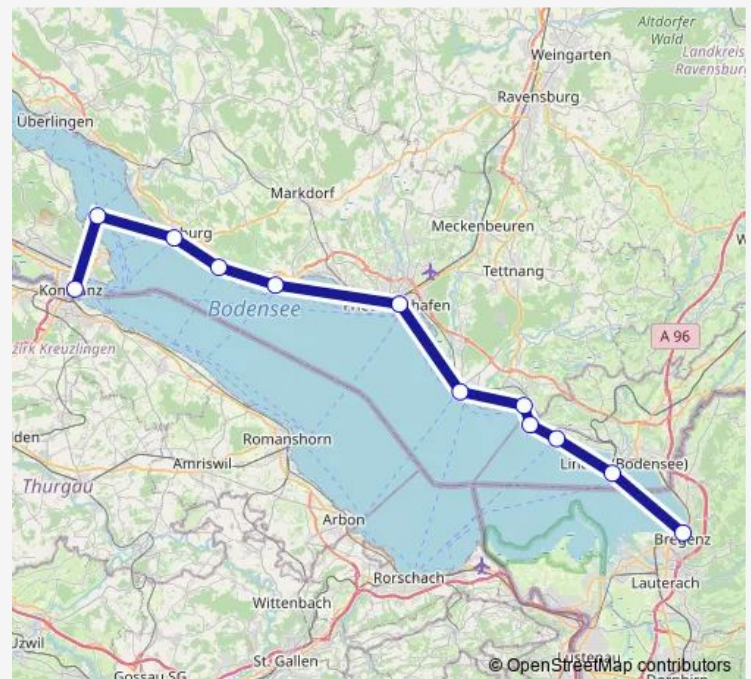 Altdorfer
Wald
Weingarten
Landkreis
Ravensburg
Ravensburg
Überlingen
Markdorf
Meckenbeuren
Tettnang
Bodensee
A 96
Romanshorn
Amriswil
Thurgau
Arbon
(Bodensee)
Bregenz
Rorschach
Lauterach
Wittenbach
St. Gallen
Gossau SG
Lustenau
© OpenStreetMap contributors